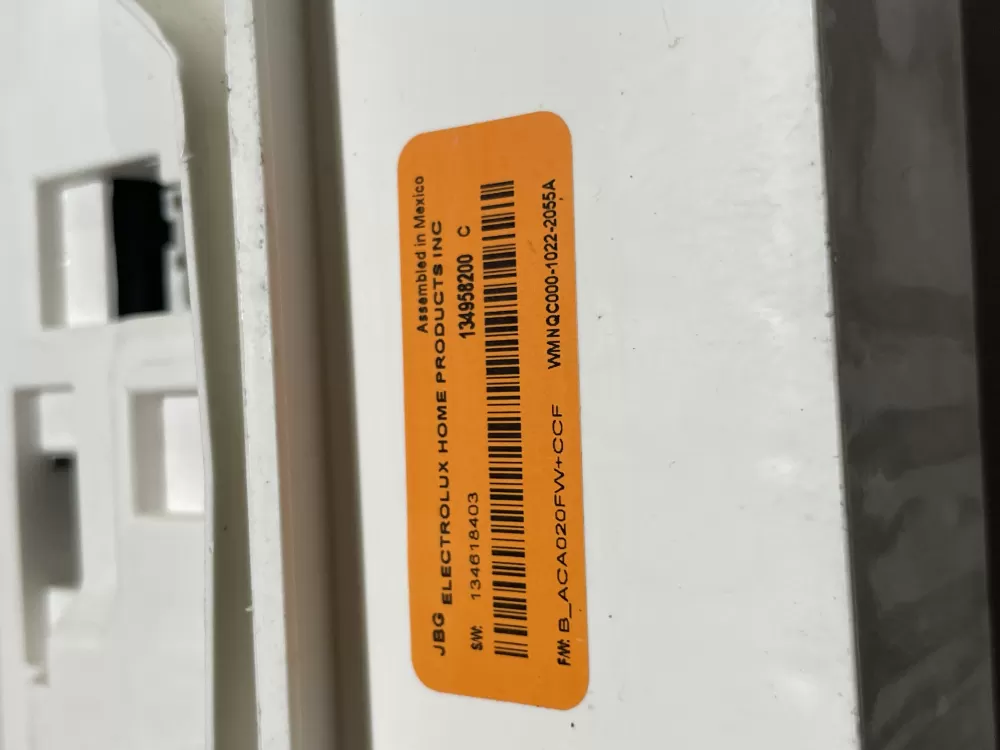 Assembled in Mexico
JBG ELECTROLUX HOME PRODUCTS INC
S/W: 134618403 134958200 C
F/W: B_ACA020FW+CCF WMNQC000-1022-2055A